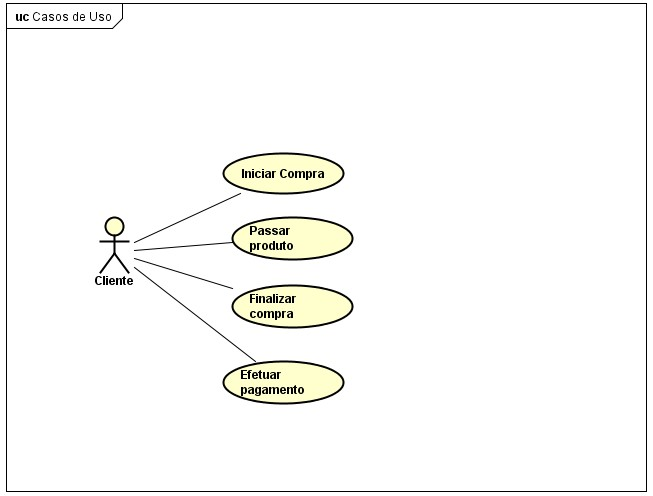 uc Casos de Uso
Iniciar Compra
Passar
produto
Cliente
Finalizar
compra
Efetuar
pagamento